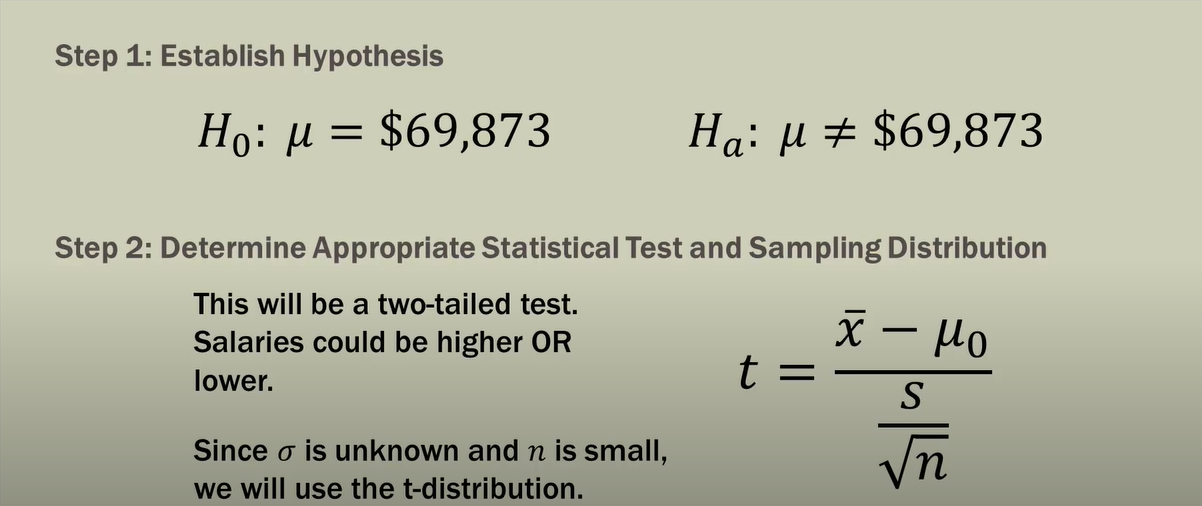 Step 1: Establish Hypothesis
H₀: μ = $69,873 Hₐ: μ ≠ $69,873
Step 2: Determine Appropriate Statistical Test and Sampling Distribution
This will be a two-tailed test.
Salaries could be higher OR
lower.
Since σ is unknown and n is small,
we will use the t-distribution.
t = (x̄ − μ₀) / (s / √n)